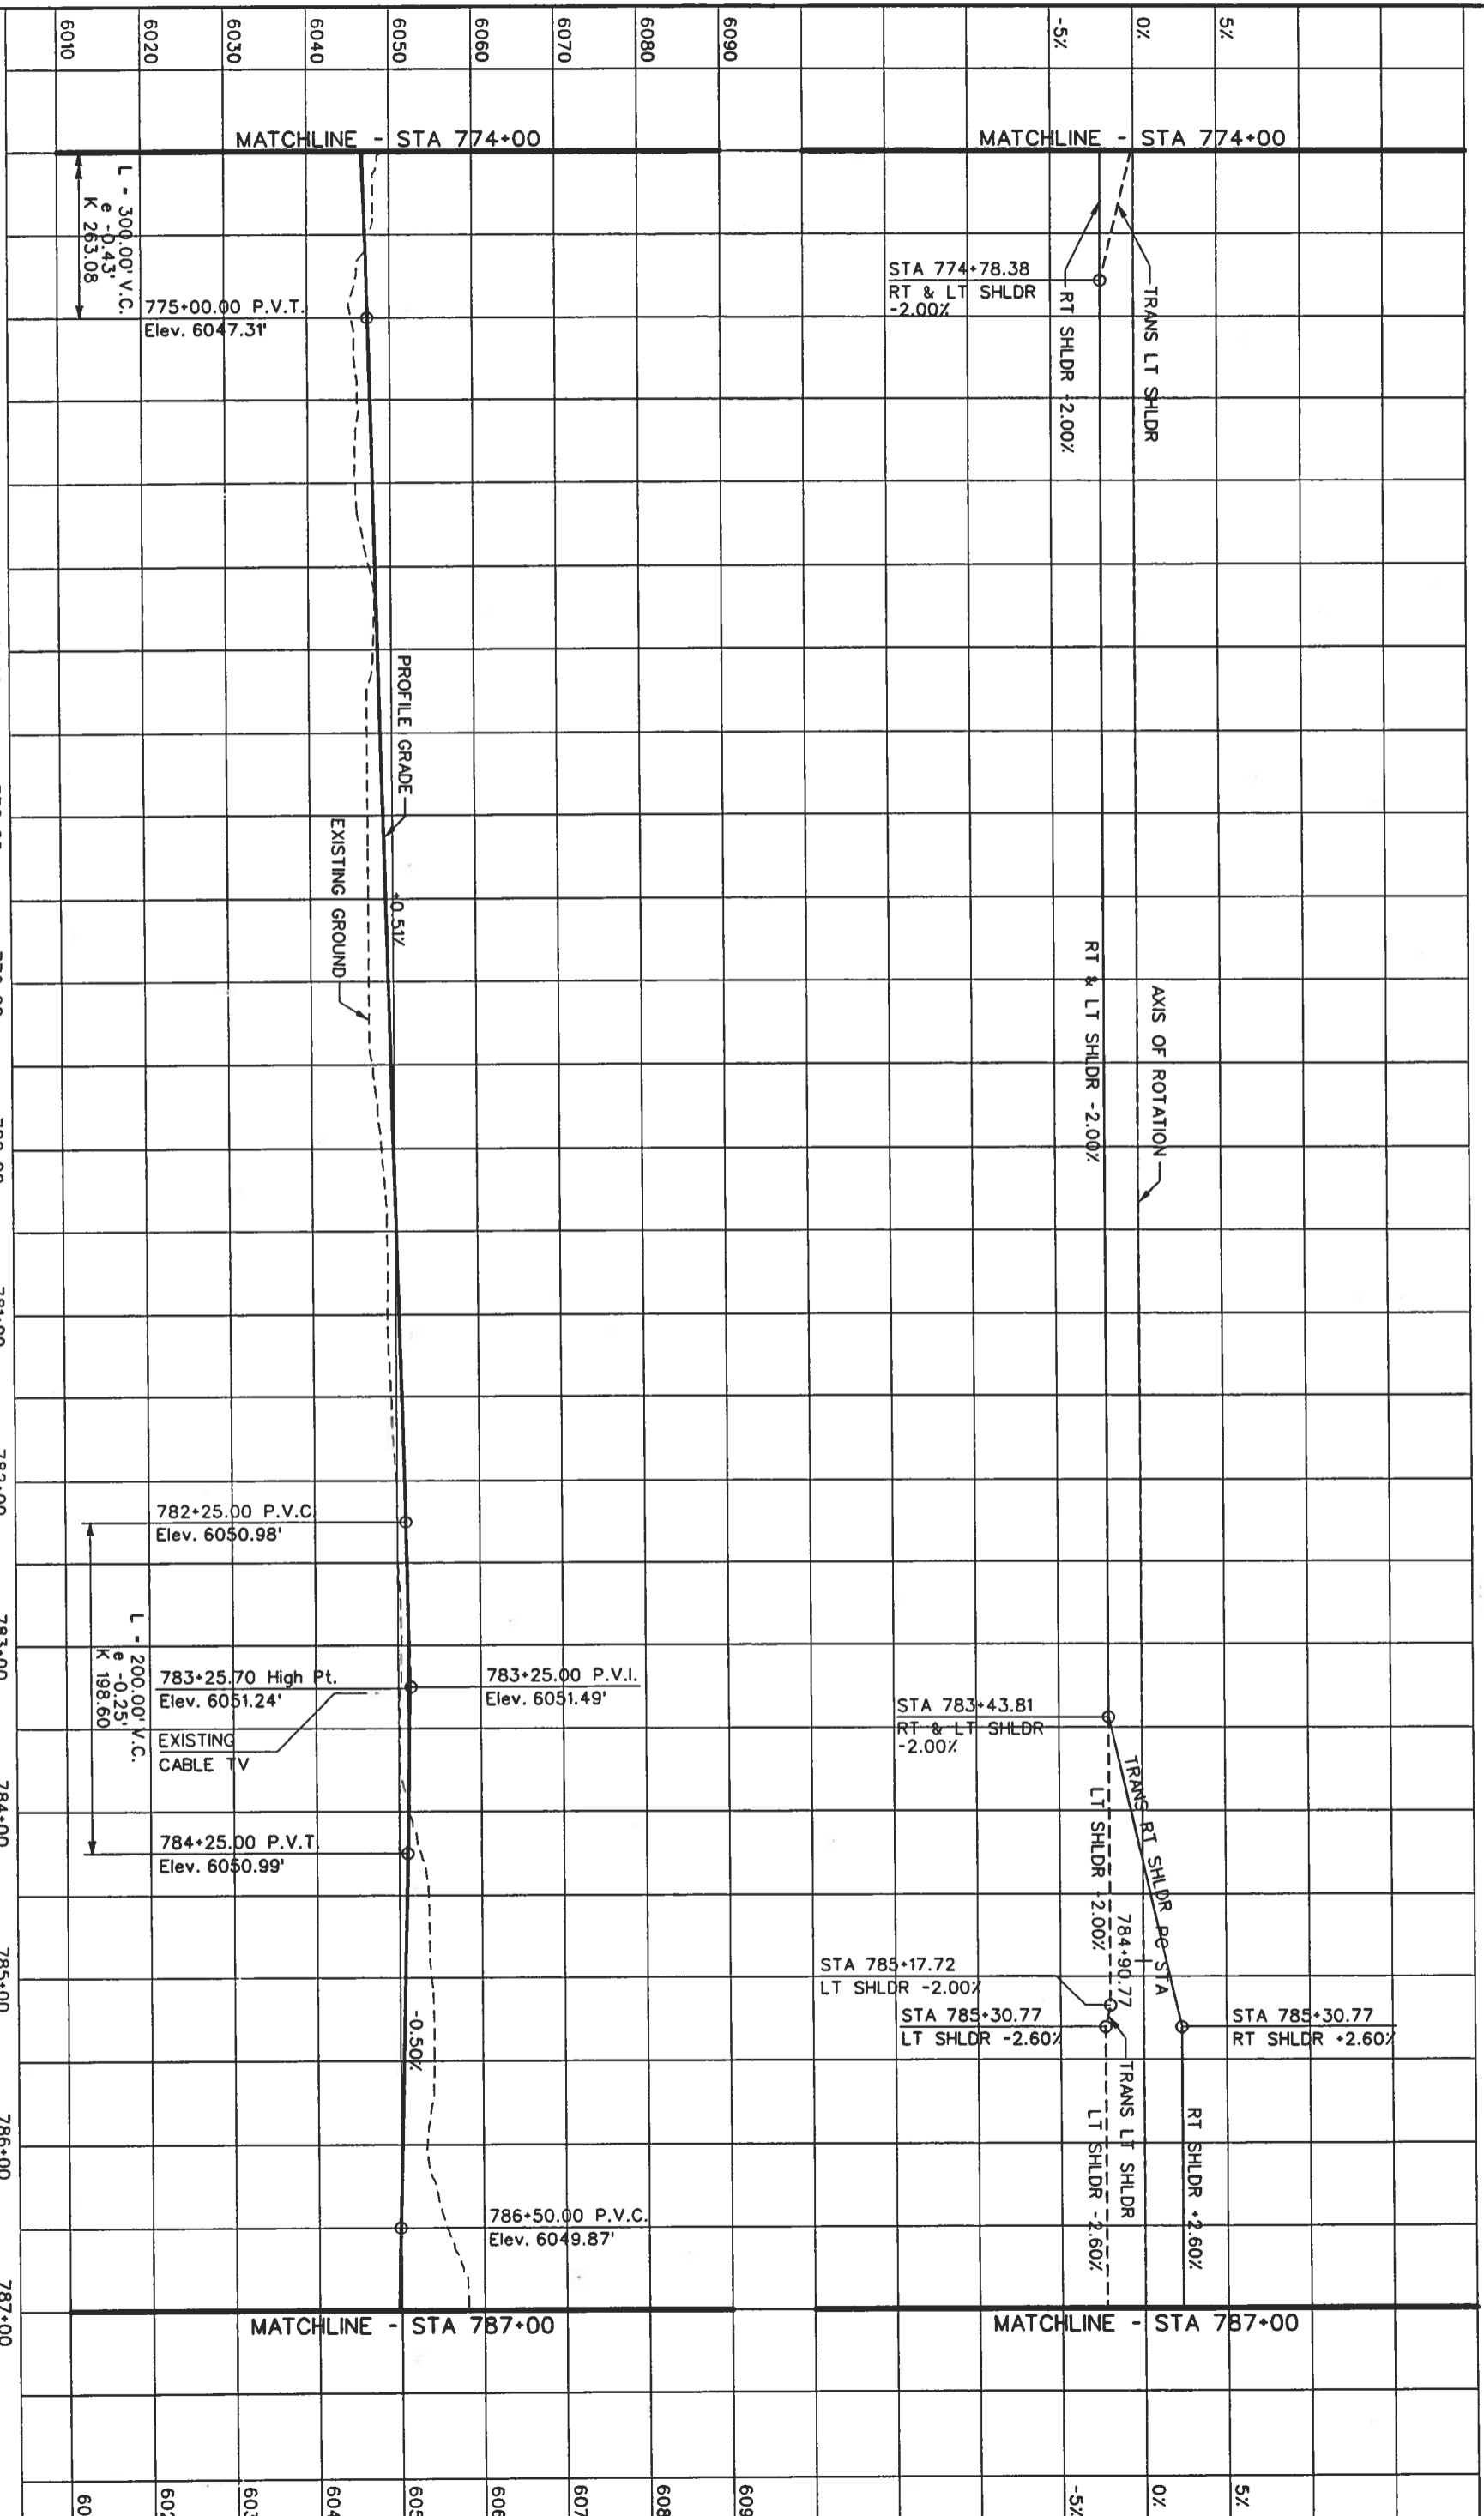 5%
0%
-5%
6090
6080
6070
6060
6050
6040
6030
6020
6010
MATCHLINE - STA 774+00
MATCHLINE - STA 774+00
TRANS LT SHLDR
RT SHLDR -2.00%
STA 774+78.38
RT & LT SHLDR
-2.00%
L = 300.00' V.C.
e -0.43'
K 263.08
775+00.00 P.V.T.
Elev. 6047.31'
PROFILE GRADE
EXISTING GROUND
+0.51%
AXIS OF ROTATION
RT & LT SHLDR -2.00%
782+25.00 P.V.C.
Elev. 6050.98'
L = 200.00' V.C.
e -0.25'
K 198.60
783+25.70 High Pt.
Elev. 6051.24'
783+25.00 P.V.I.
Elev. 6051.49'
EXISTING
CABLE TV
784+25.00 P.V.T.
Elev. 6050.99'
STA 783+43.81
RT & LT SHLDR
-2.00%
TRANS RT SHLDR
LT SHLDR -2.00%
PC STA
784+90.77
STA 785+17.72
LT SHLDR -2.00%
STA 785+30.77
LT SHLDR -2.60%
STA 785+30.77
RT SHLDR +2.60%
TRANS LT SHLDR
LT SHLDR -2.60%
RT SHLDR +2.60%
-0.50%
786+50.00 P.V.C.
Elev. 6049.87'
MATCHLINE - STA 787+00
MATCHLINE - STA 787+00
782+00
783+00
784+00
785+00
786+00
787+00
5%
0%
-5%